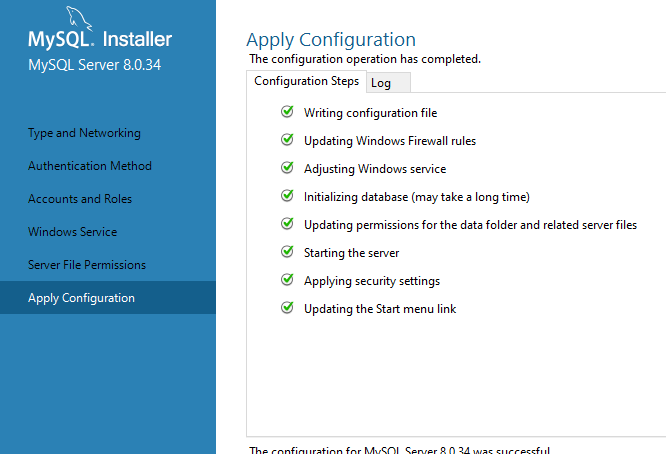 MySQL. Installer
MySQL Server 8.0.34
Type and Networking
Authentication Method
Accounts and Roles
Windows Service
Server File Permissions
Apply Configuration
Apply Configuration
The configuration operation has completed.
Configuration Steps
Log
Writing configuration file
Updating Windows Firewall rules
Adjusting Windows service
Initializing database (may take a long time)
Updating permissions for the data folder and related server files
Starting the server
Applying security settings
Updating the Start menu link
The configuration for MySQL Server 8.0.34 was successful